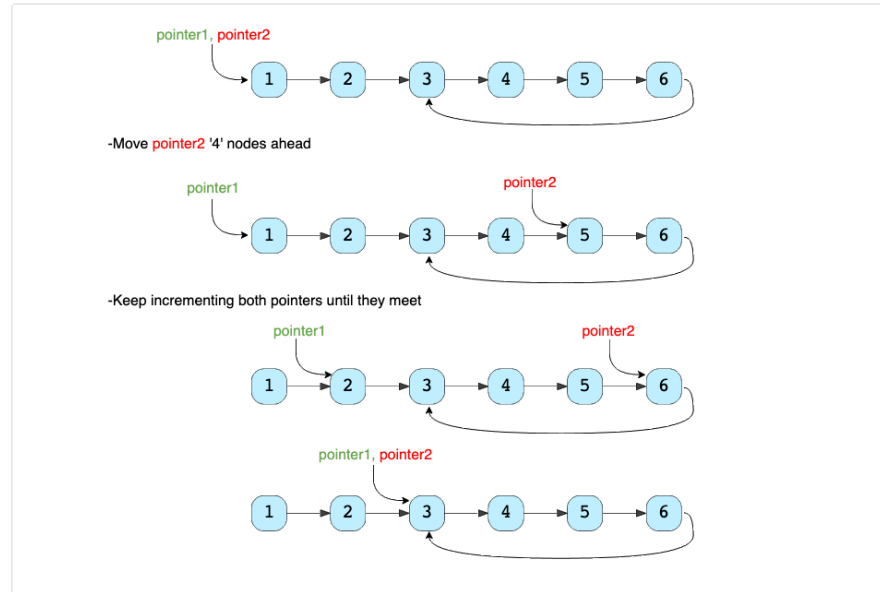 pointer1, pointer2
1 2 3 4 5 6
-Move pointer2 '4' nodes ahead
pointer1 pointer2
1 2 3 4 5 6
-Keep incrementing both pointers until they meet
pointer1 pointer2
1 2 3 4 5 6
pointer1, pointer2
1 2 3 4 5 6